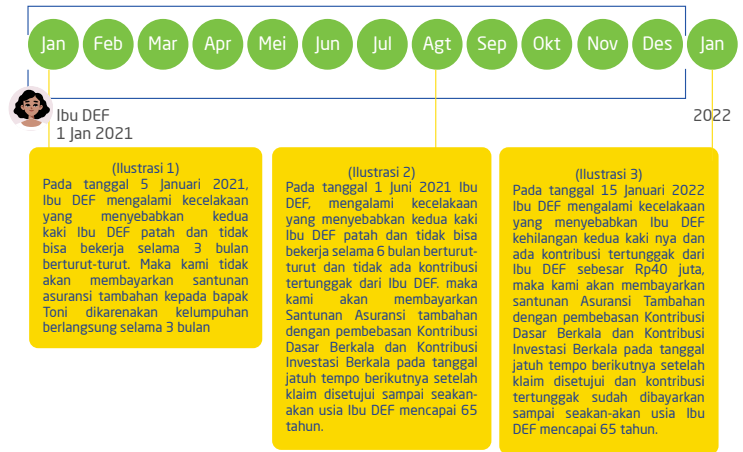 Jan Feb Mar Apr Mei Jun Jul Agt Sep Okt Nov Des Jan
Ibu DEF
1 Jan 2021
2022
(Ilustrasi 1)
Pada tanggal 5 Januari 2021,
Ibu DEF mengalami kecelakaan
yang menyebabkan kedua
kaki Ibu DEF patah dan tidak
bisa bekerja selama 3 bulan
berturut-turut. Maka kami tidak
akan membayarkan santunan
asuransi tambahan kepada bapak
Toni dikarenakan kelumpuhan
berlangsung selama 3 bulan
(Ilustrasi 2)
Pada tanggal 1 Juni 2021 Ibu
DEF, mengalami kecelakaan
yang menyebabkan kedua kaki
Ibu DEF patah dan tidak bisa
bekerja selama 6 bulan berturut-
turut dan tidak ada kontribusi
tertunggak dari Ibu DEF. maka
kami akan membayarkan
Santunan Asuransi tambahan
dengan pembebasan Kontribusi
Dasar Berkala dan Kontribusi
Investasi Berkala pada tanggal
jatuh tempo berikutnya setelah
klaim disetujui sampai seakan-
akan usia Ibu DEF mencapai 65
tahun.
(Ilustrasi 3)
Pada tanggal 15 Januari 2022
Ibu DEF mengalami kecelakaan
yang menyebabkan Ibu DEF
kehilangan kedua kaki nya dan
ada kontribusi tertunggak dari
Ibu DEF sebesar Rp40 juta,
maka kami akan membayarkan
santunan Asuransi Tambahan
dengan pembebasan Kontribusi
Dasar Berkala dan Kontribusi
Investasi Berkala pada tanggal
jatuh tempo berikutnya setelah
klaim disetujui dan kontribusi
tertunggak sudah dibayarkan
sampai seakan-akan usia Ibu
DEF mencapai 65 tahun.